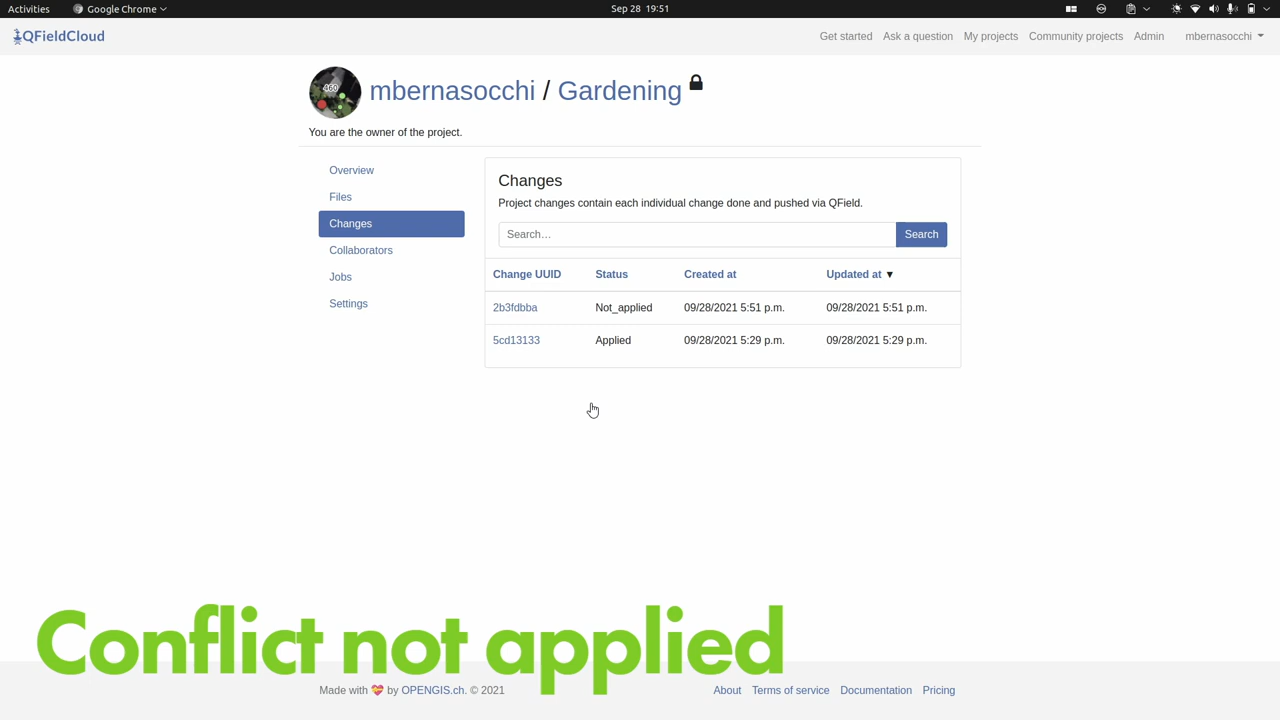 Activities Google Chrome Sep 28 19:51
QFieldCloud Get started Ask a question My projects Community projects Admin mbernasocchi
460
mbernasocchi / Gardening
You are the owner of the project.
Overview
Files
Changes
Collaborators
Jobs
Settings
Changes
Project changes contain each individual change done and pushed via QField.
Search… Search
Change UUID Status Created at Updated at ▼
2b3fdbba Not_applied 09/28/2021 5:51 p.m. 09/28/2021 5:51 p.m.
5cd13133 Applied 09/28/2021 5:29 p.m. 09/28/2021 5:29 p.m.
Conflict not applied
Made with 💝 by OPENGIS.ch. © 2021 About Terms of service Documentation Pricing